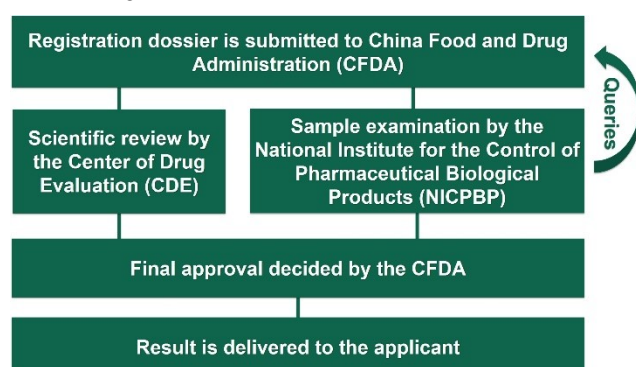 Registration dossier is submitted to China Food and Drug
Administration (CFDA)
Queries
Scientific review by
the Center of Drug
Evaluation (CDE)
Sample examination by the
National Institute for the Control of
Pharmaceutical Biological
Products (NICPBP)
Final approval decided by the CFDA
Result is delivered to the applicant